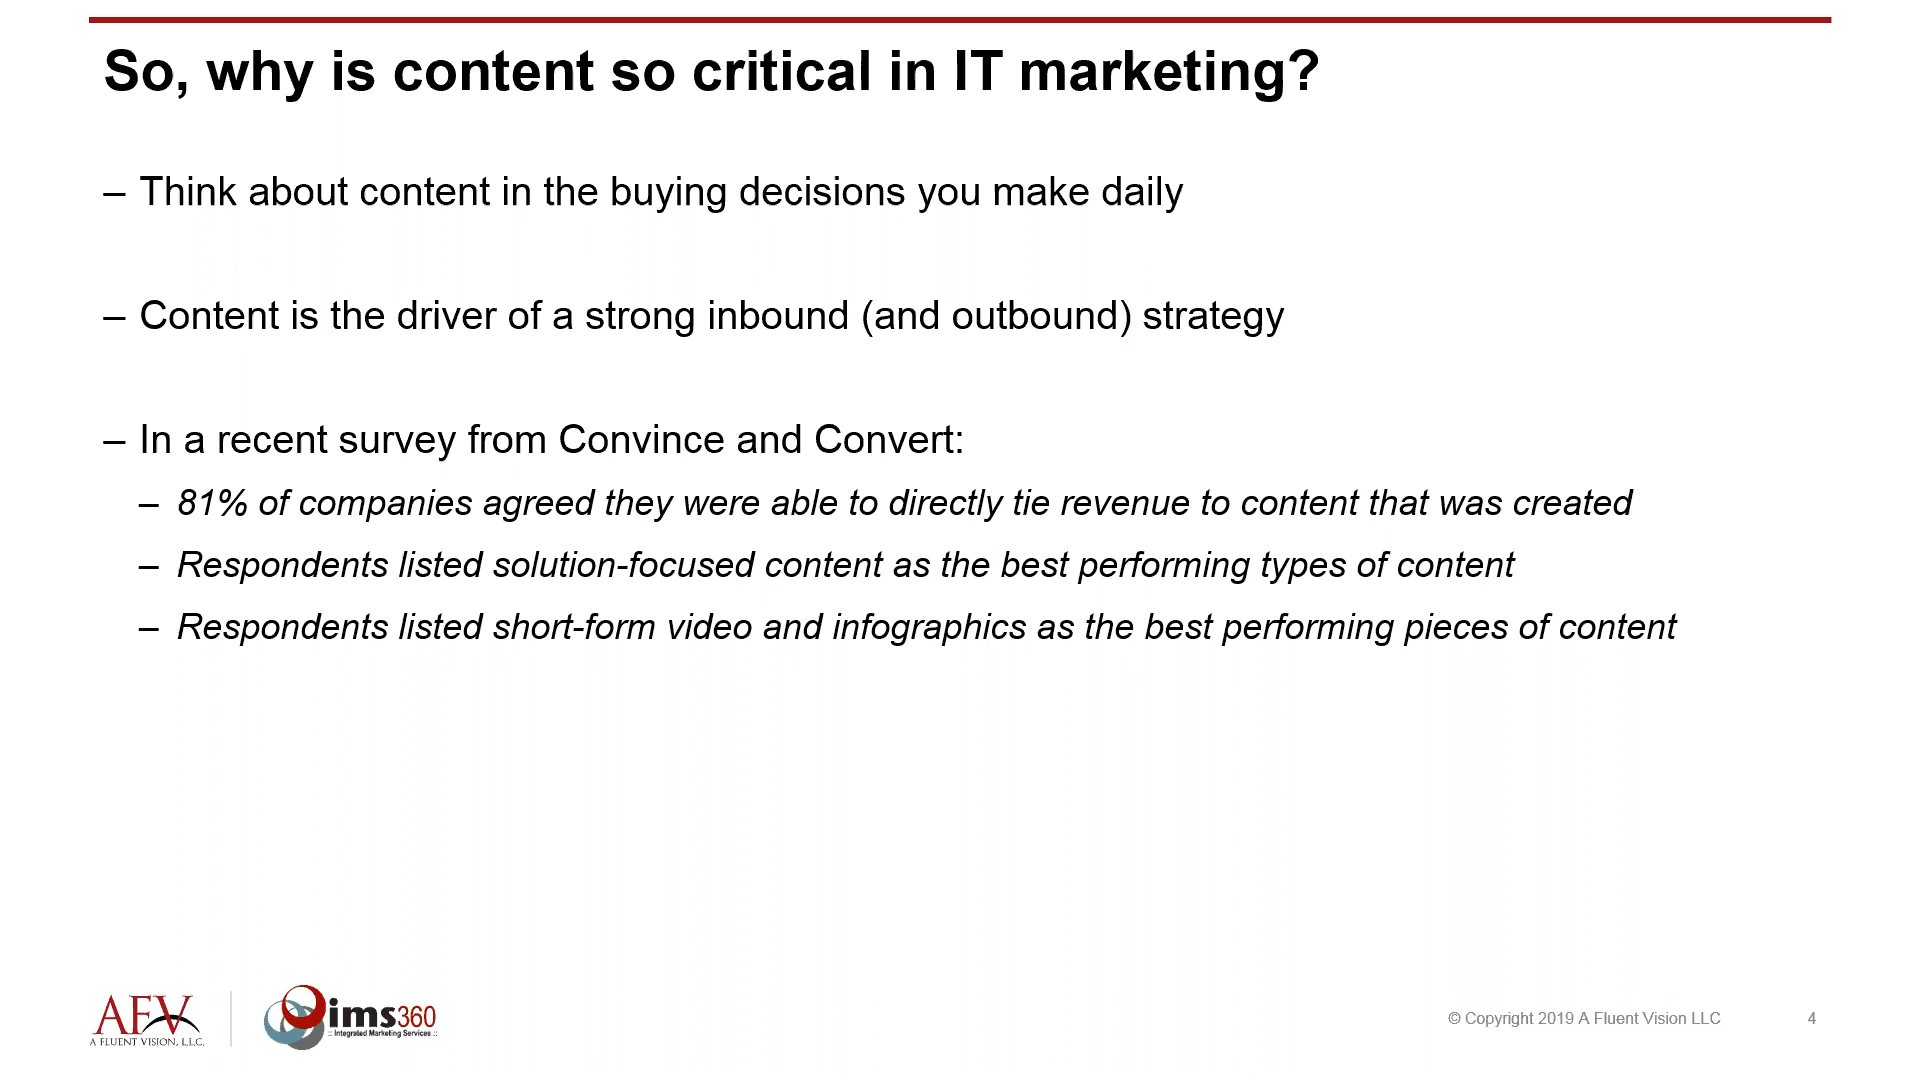 So, why is content so critical in IT marketing?
– Think about content in the buying decisions you make daily
– Content is the driver of a strong inbound (and outbound) strategy
– In a recent survey from Convince and Convert:
– 81% of companies agreed they were able to directly tie revenue to content that was created
– Respondents listed solution-focused content as the best performing types of content
– Respondents listed short-form video and infographics as the best performing pieces of content
AFV
A FLUENT VISION, L.L.C.
ims360
:: Integrated Marketing Services ::
© Copyright 2019 A Fluent Vision LLC
4